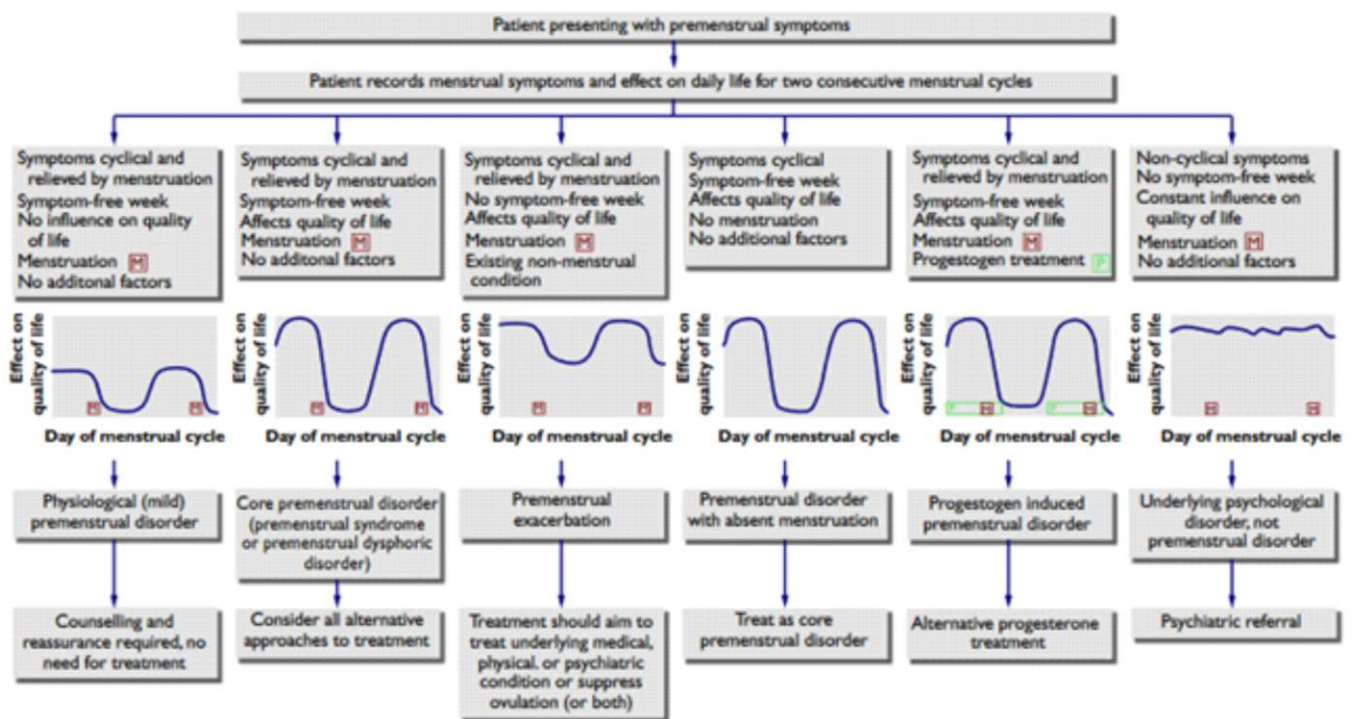 Patient presenting with premenstrual symptoms
Patient records menstrual symptoms and effect on daily life for two consecutive menstrual cycles
Symptoms cyclical and
relieved by menstruation
Symptom-free week
No influence on quality
of life
Menstruation M
No additonal factors
Symptoms cyclical and
relieved by menstruation
Symptom-free week
Affects quality of life
Menstruation M
No additonal factors
Symptoms cyclical and
relieved by menstruation
No symptom-free week
Affects quality of life
Menstruation M
Existing non-menstrual
condition
Symptoms cyclical
Symptom-free week
Affects quality of life
No menstruation
No additional factors
Symptoms cyclical and
relieved by menstruation
Symptom-free week
Affects quality of life
Menstruation M
Progestogen treatment P
Non-cyclical symptoms
No symptom-free week
Constant influence on
quality of life
Menstruation M
No additional factors
Effect on
quality of life
M M
Day of menstrual cycle
Effect on
quality of life
M M
Day of menstrual cycle
Effect on
quality of life
M M
Day of menstrual cycle
Effect on
quality of life
Day of menstrual cycle
Effect on
quality of life
P M P M
Day of menstrual cycle
Effect on
quality of life
M M
Day of menstrual cycle
Physiological (mild)
premenstrual disorder
Core premenstrual disorder
(premenstrual syndrome
or premenstrual dysphoric
disorder)
Premenstrual
exacerbation
Premenstrual disorder
with absent menstruation
Progestogen induced
premenstrual disorder
Underlying psychological
disorder, not
premenstrual disorder
Counselling and
reassurance required, no
need for treatment
Consider all alternative
approaches to treatment
Treatment should aim to
treat underlying medical,
physical. or psychiatric
condition or suppress
ovulation (or both)
Treat as core
premenstrual disorder
Alternative progesterone
treatment
Psychiatric referral